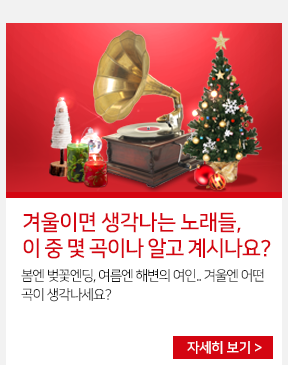 겨울이면 생각나는 노래들,
이 중 몇 곡이나 알고 계시나요?
봄엔 벚꽃엔딩, 여름엔 해변의 여인.. 겨울엔 어떤
곡이 생각나세요?
자세히 보기 >